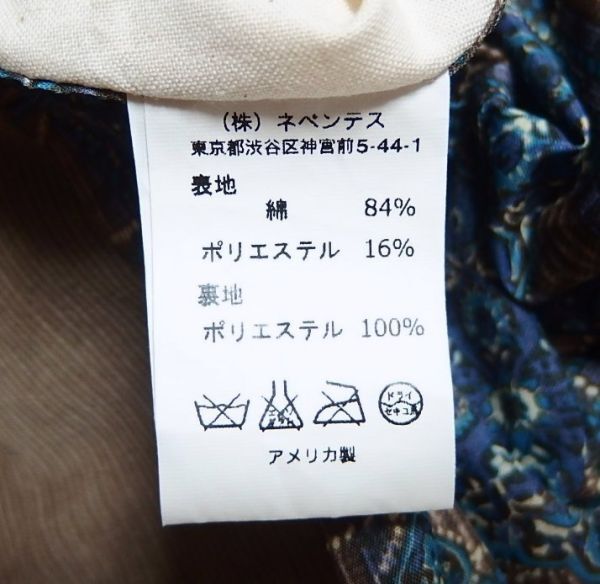 （株）ネペンテス
東京都渋谷区神宮前5-44-1
表地
綿 84%
ポリエステル 16%
裏地
ポリエステル 100%
ドライ
セキユ系
アメリカ製